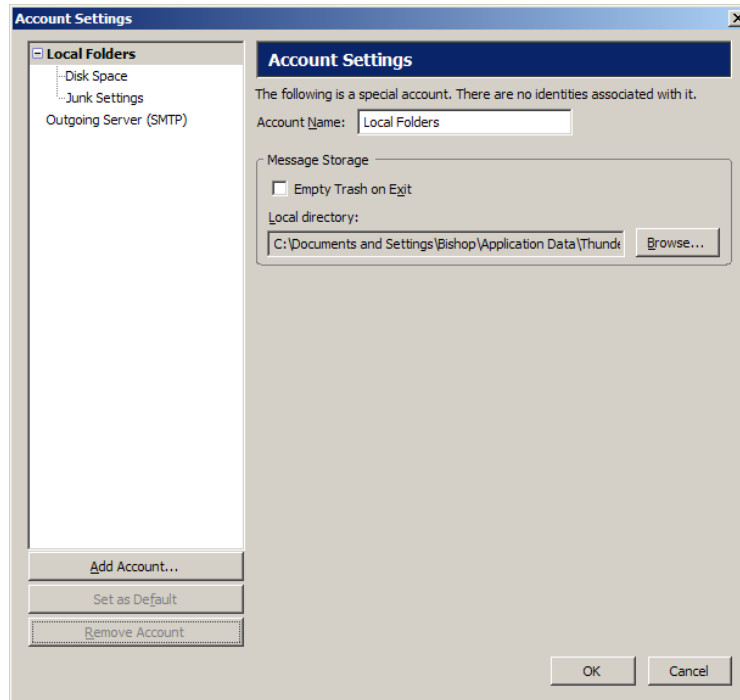 Account Settings
Local Folders
Disk Space
Junk Settings
Outgoing Server (SMTP)
Add Account...
Set as Default
Remove Account
Account Settings
The following is a special account. There are no identities associated with it.
Account Name: Local Folders
Message Storage
Empty Trash on Exit
Local directory:
C:\Documents and Settings\Bishop\Application Data\Thunde Browse...
OK Cancel